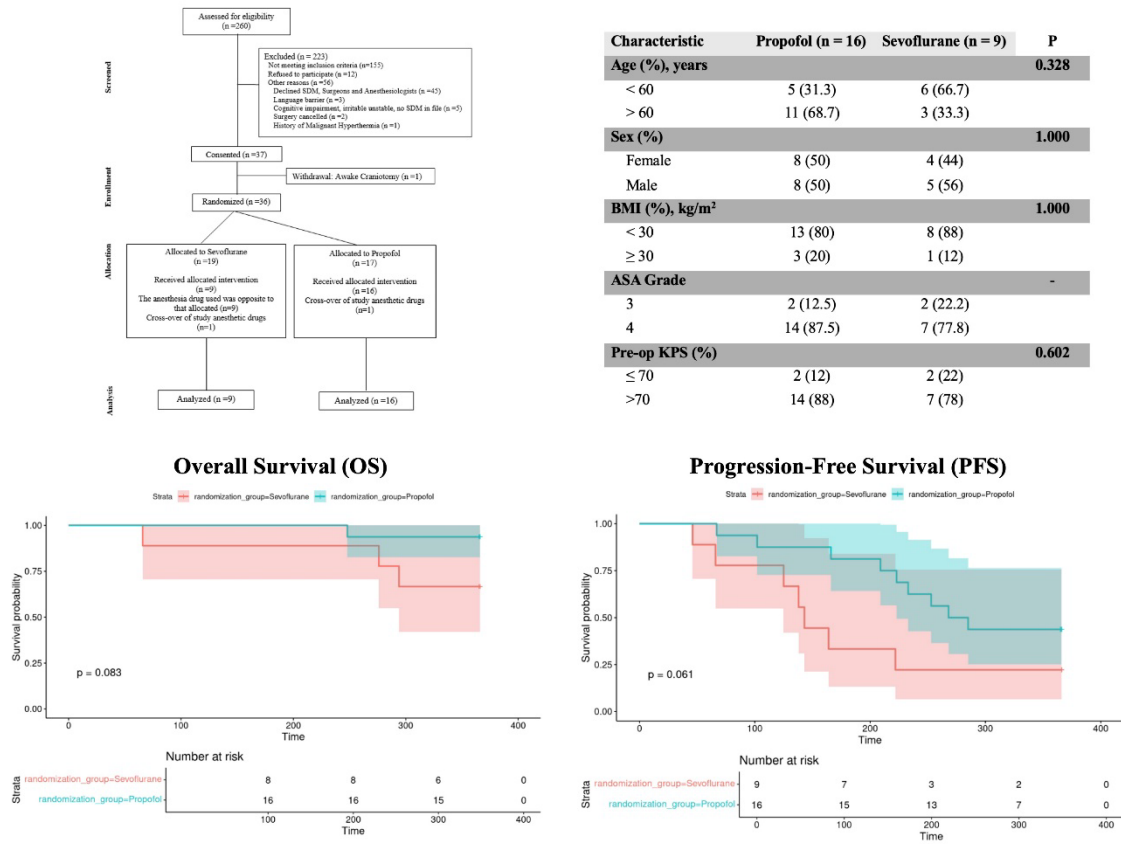 Assessed for eligibility
(n =260)
Screened
Excluded (n = 223)
Not meeting inclusion criteria (n=155)
Refused to participate (n =12)
Other reasons (n =56)
Declined SDM, Surgeons and Anesthesiologists (n =45)
Language barrier (n =3)
Cognitive impairment, irritable unstable, no SDM in file (n =5)
Surgery cancelled (n =2)
History of Malignant Hyperthermia (n =1)
Enrollment
Consented (n =37)
Withdrawal: Awake Craniotomy (n =1)
Randomized (n =36)
Allocation
Allocated to Sevoflurane
(n =19)
Received allocated intervention
(n =9)
The anesthesia drug used was opposite to
that allocated (n=9)
Cross-over of study anesthetic drugs
(n=1)
Allocated to Propofol
(n =17)
Received allocated intervention
(n =16)
Cross-over of study anesthetic drugs
(n=1)
Analysis
Analyzed (n =9)
Analyzed (n =16)
Characteristic Propofol (n = 16) Sevoflurane (n = 9) P
Age (%), years 0.328
< 60 5 (31.3) 6 (66.7)
> 60 11 (68.7) 3 (33.3)
Sex (%) 1.000
Female 8 (50) 4 (44)
Male 8 (50) 5 (56)
BMI (%), kg/m² 1.000
< 30 13 (80) 8 (88)
≥ 30 3 (20) 1 (12)
ASA Grade -
3 2 (12.5) 2 (22.2)
4 14 (87.5) 7 (77.8)
Pre-op KPS (%) 0.602
≤ 70 2 (12) 2 (22)
>70 14 (88) 7 (78)
Overall Survival (OS)
Strata randomization_group=Sevoflurane randomization_group=Propofol
Survival probability
1.00
0.75
0.50
0.25
0.00
p = 0.083
0 100 200 300 400
Time
Number at risk
Strata
randomization_group=Sevoflurane 8 8 6 0
randomization_group=Propofol 16 16 15 0
100 200 300 400
Time
Progression-Free Survival (PFS)
Strata randomization_group=Sevoflurane randomization_group=Propofol
Survival probability
1.00
0.75
0.50
0.25
0.00
p = 0.061
0 100 200 300 400
Time
Number at risk
Strata
randomization_group=Sevoflurane 9 7 3 2 0
randomization_group=Propofol 16 15 13 7 0
0 100 200 300 400
Time